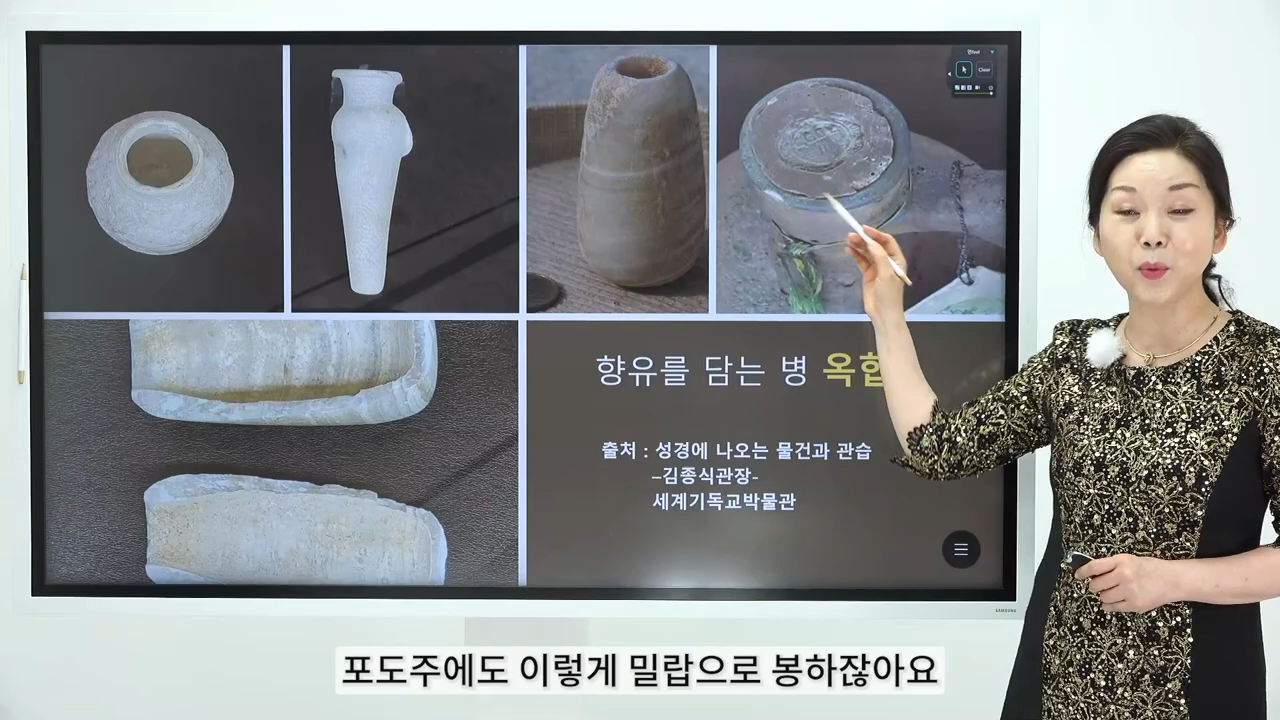 Clear
향유를 담는 병
출처 : 성경에 나오는 물건과 관습
–김종식관장-
세계기독교박물관
SAMSUNG
포도주에도 이렇게 밀랍으로 봉하잖아요